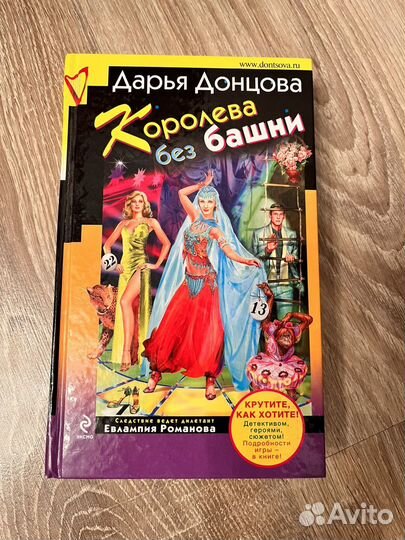 www.dontsova.ru
Дарья Донцова
Королева
без башни
22
13
КРУТИТЕ,
КАК ХОТИТЕ!
Детективом,
героями,
сюжетом!
Подробности
игры –
в книге!
ЭКСМО
Следствие ведет дилетант
Евлампия Романова
Avito